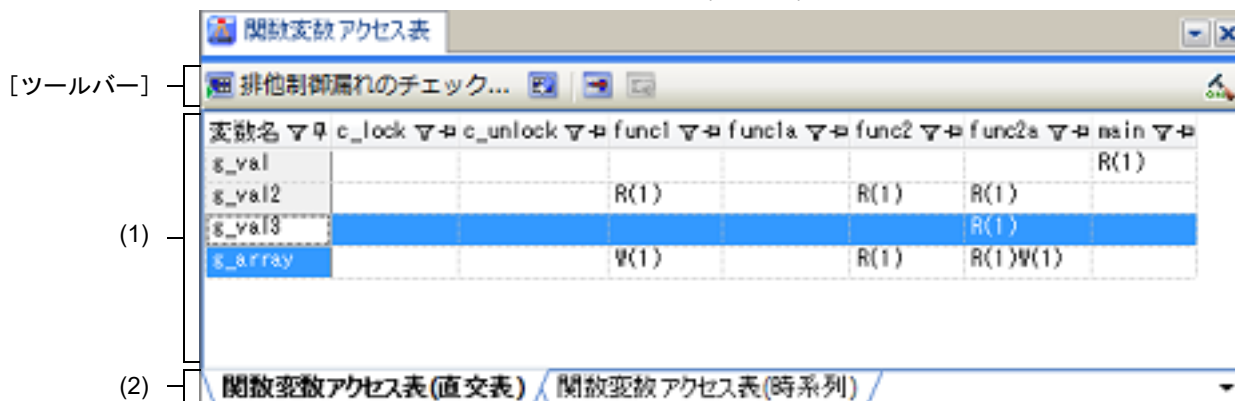 関数変数アクセス表
[ツールバー] 排他制御漏れのチェック...
変数名 c_lock c_unlock func1 func1a func2 func2a main
g_val R(1)
g_val2 R(1) R(1) R(1)
(1)
g_val3 R(1)
g_array W(1) R(1) R(1)W(1)
(2) 関数変数アクセス表(直交表) 関数変数アクセス表(時系列)